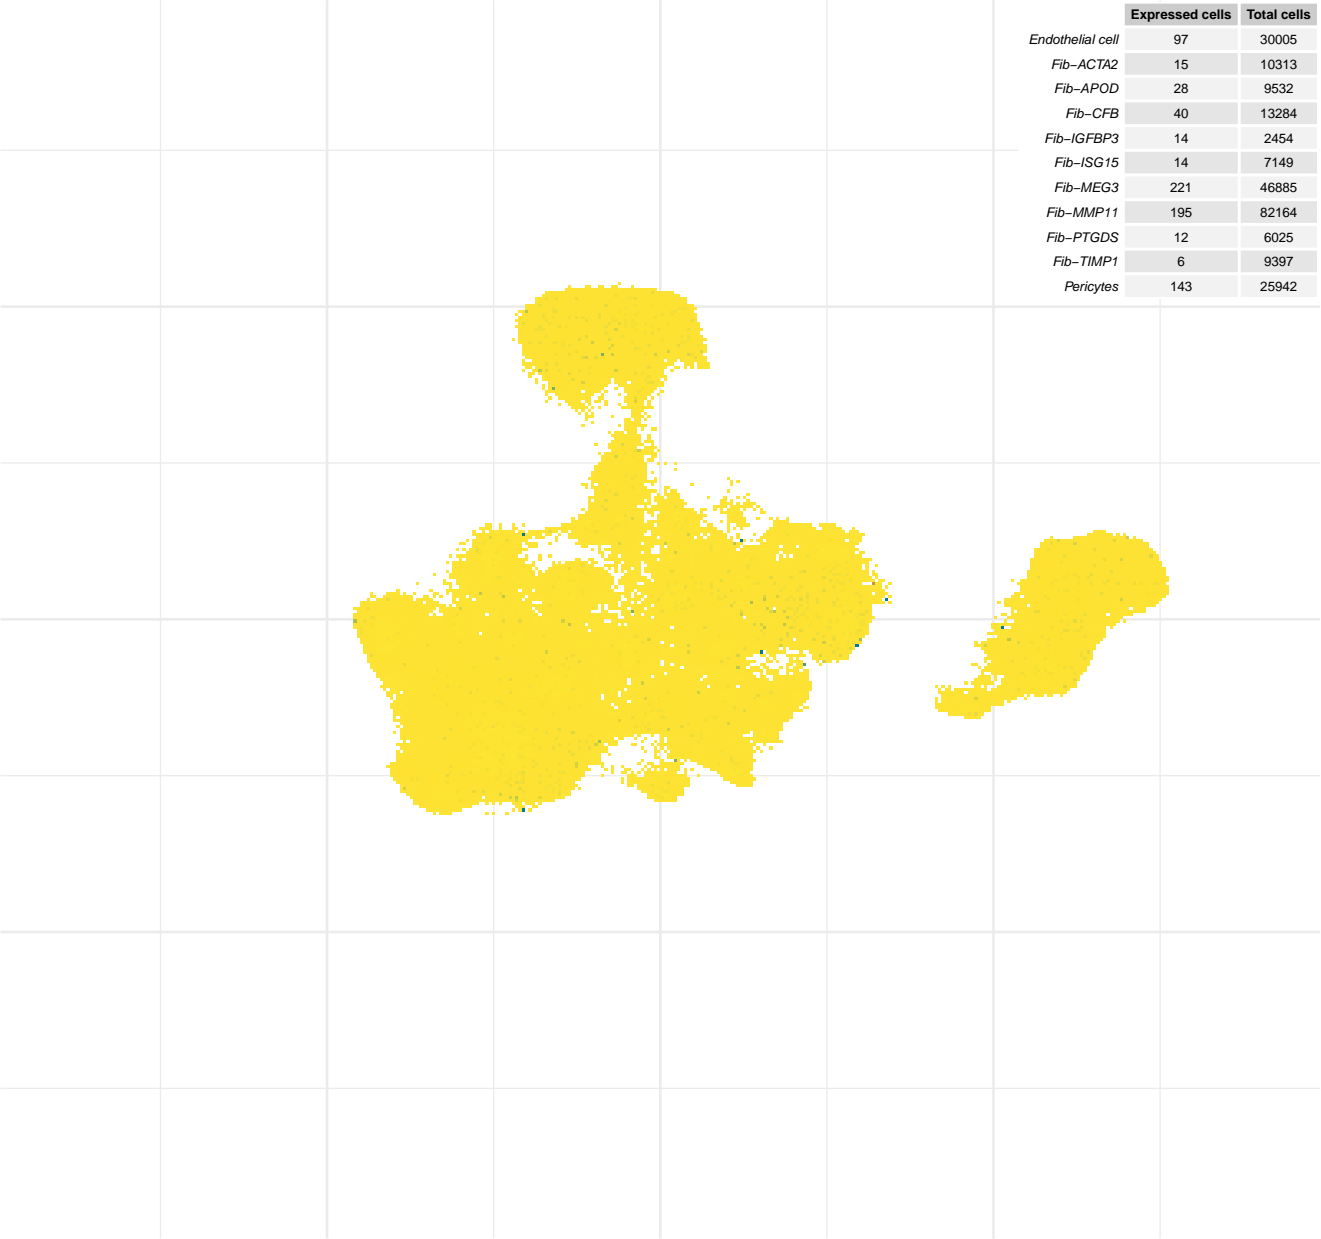 Expressed cells Total cells
Endothelial cell 97 30005
Fib−ACTA2 15 10313
Fib−APOD 28 9532
Fib−CFB 40 13284
Fib−IGFBP3 14 2454
Fib−ISG15 14 7149
Fib−MEG3 221 46885
Fib−MMP11 195 82164
Fib−PTGDS 12 6025
Fib−TIMP1 6 9397
Pericytes 143 25942